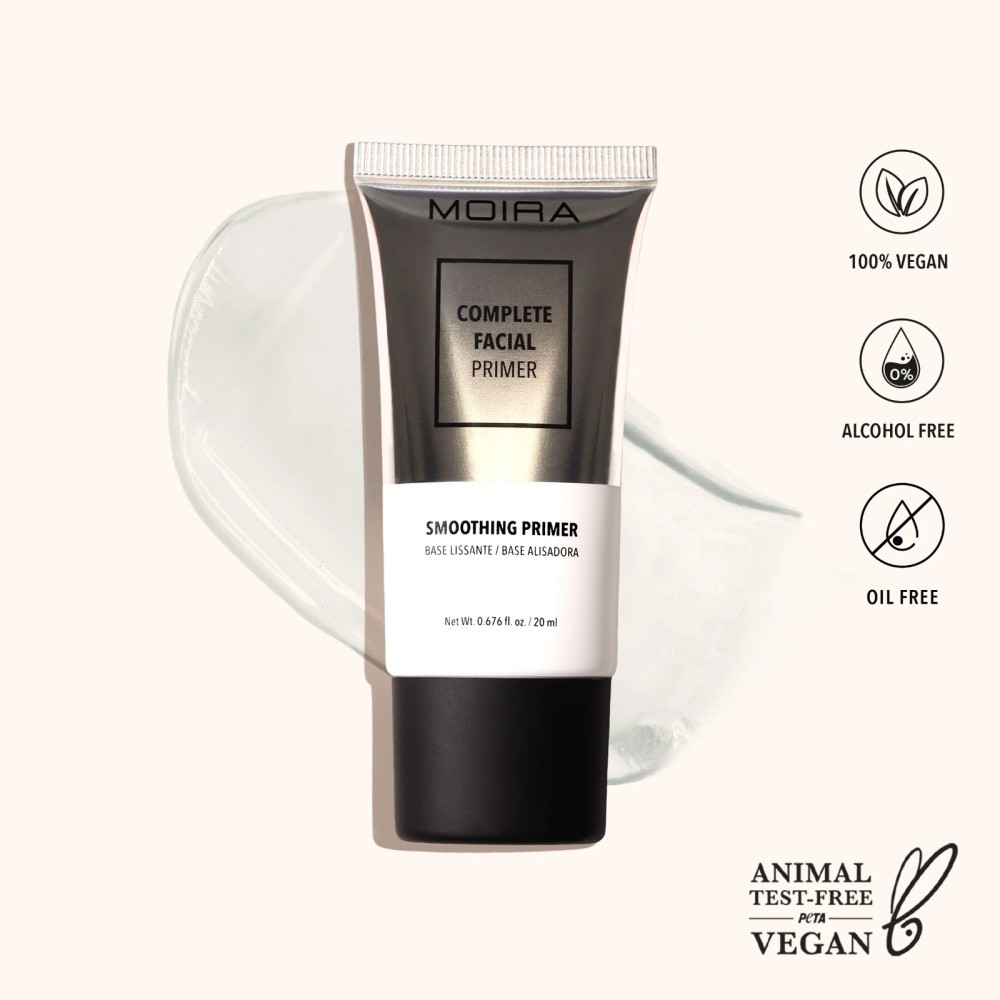 MOIRA
COMPLETE
FACIAL
PRIMER
SMOOTHING PRIMER
BASE LISSANTE / BASE ALISADORA
Net Wt. 0.676 fl. oz. / 20 ml
100% VEGAN
0%
ALCOHOL FREE
OIL FREE
ANIMAL
TEST-FREE
PETA
VEGAN